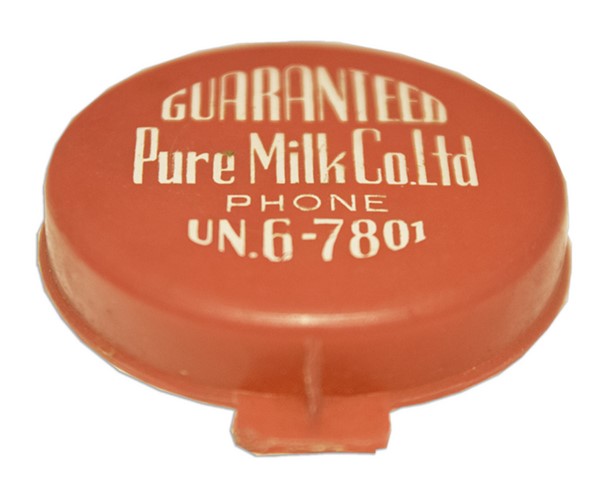 GUARANTEED
Pure Milk Co.Ltd
PHONE
UN.6-7801